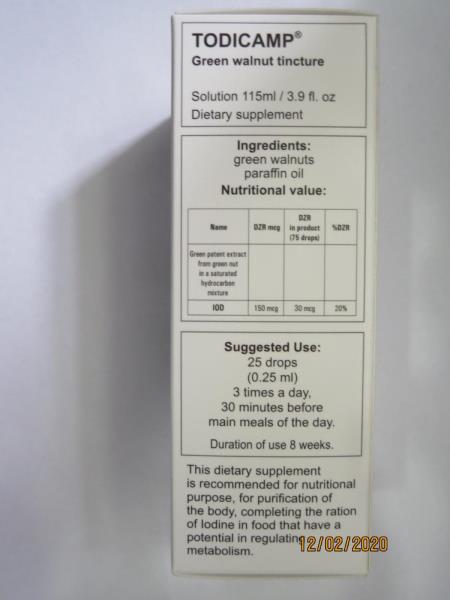 TODICAMP®
Green walnut tincture
Solution 115ml / 3.9 fl. oz
Dietary supplement
Ingredients:
green walnuts
paraffin oil
Nutritional value:
Name DZR mcg DZR in product (75 drops) %DZR
Green patent extract
from green nut
in a saturated
hydrocarbon
mixture
IOD 150 mcg 30 mcg 20%
Suggested Use:
25 drops
(0.25 ml)
3 times a day,
30 minutes before
main meals of the day.
Duration of use 8 weeks.
This dietary supplement
is recommended for nutritional
purpose, for purification of
the body, completing the ration
of Iodine in food that have a
potential in regulating
metabolism.
12/02/2020